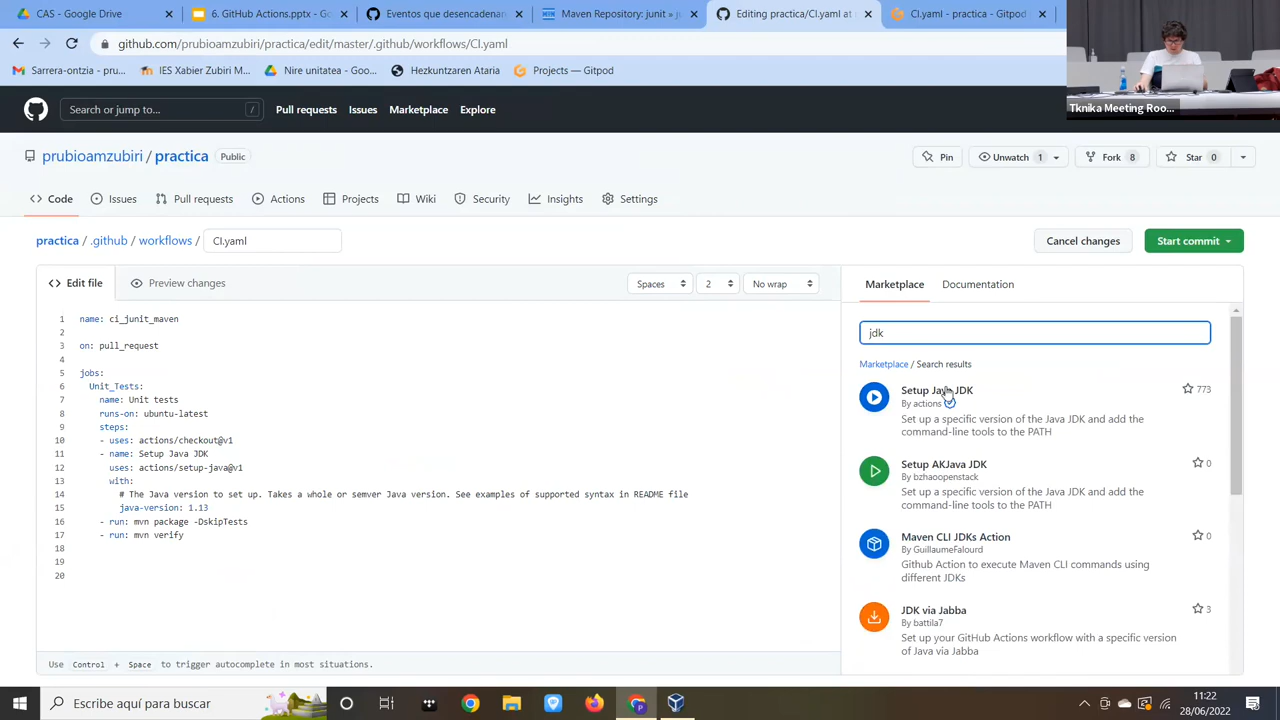 CDPPS - GitHub Actions.pptx - G
Eventos que desencadenan
Maven Repository: junit » ju
Editing practica/CI.yaml at m
CI.yaml - practica - Gitpod
github.com/prubioamzubiri/practica/edit/master/.github/workflows/CI.yaml
Sarrera-ontzia - pru...
IES Xabier Zubiri M...
Nire unitatea - Goo...
Hezkuntzaren Ataria
Projects — Gitpod
Tknika Meeting Roo...
Search or jump to...
/
Pull requests
Issues
Marketplace
Explore
prubioamzubiri / practica
Public
Pin
Unwatch 1
Fork 8
Star 0
Code
Issues
Pull requests
Actions
Projects
Wiki
Security
Insights
Settings
practica / .github / workflows / CI.yaml
Cancel changes
Start commit
Edit file
Preview changes
Spaces
2
No wrap
Marketplace
Documentation
1 name: ci_junit_maven
2
3 on: pull_request
4
5 jobs:
6 Unit_Tests:
7 name: Unit tests
8 runs-on: ubuntu-latest
9 steps:
10 - uses: actions/checkout@v1
11 - name: Setup Java JDK
12 uses: actions/setup-java@v1
13 with:
14 # The Java version to set up. Takes a whole or semver Java version. See examples of supported syntax in README file
15 java-version: 1.13
16 - run: mvn package -DskipTests
17 - run: mvn verify
18
19
20
Use Control + Space to trigger autocomplete in most situations.
jdk
Marketplace / Search results
Setup Java JDK
773
By actions
Set up a specific version of the Java JDK and add the
command-line tools to the PATH
Setup AKJava JDK
0
By bzhaoopenstack
Set up a specific version of the Java JDK and add the
command-line tools to the PATH
Maven CLI JDKs Action
0
By GuillaumeFalourd
Github Action to execute Maven CLI commands using
different JDKs
JDK via Jabba
3
By battila7
Set up your GitHub Actions workflow with a specific version
of Java via Jabba
Escribe aquí para buscar
11:22
28/06/2022